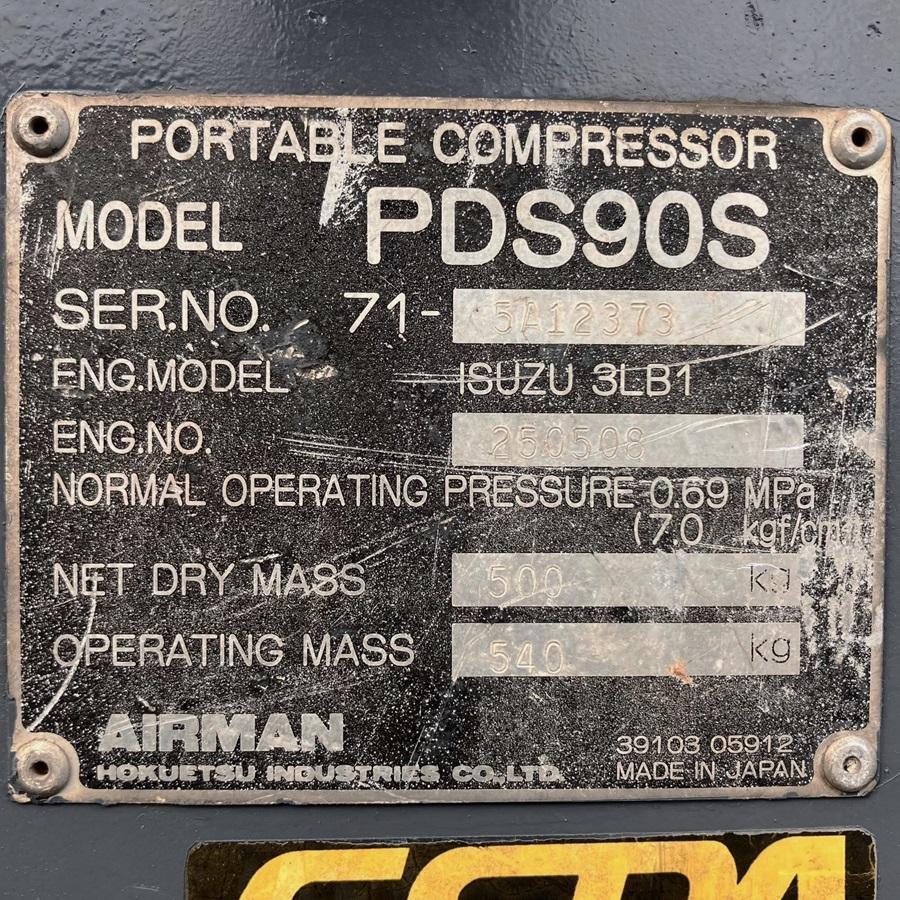 PORTABLE COMPRESSOR
MODEL PDS90S
SER.NO. 71- 5A12373
ENG.MODEL ISUZU 3LB1
ENG.NO. 250508
NORMAL OPERATING PRESSURE 0.69 MPa
(7.0 kgf/cm
NET DRY MASS 500 kg
OPERATING MASS 540 kg
AIRMAN
HOKUETSU INDUSTRIES CO.,LTD.
39103 05912
MADE IN JAPAN